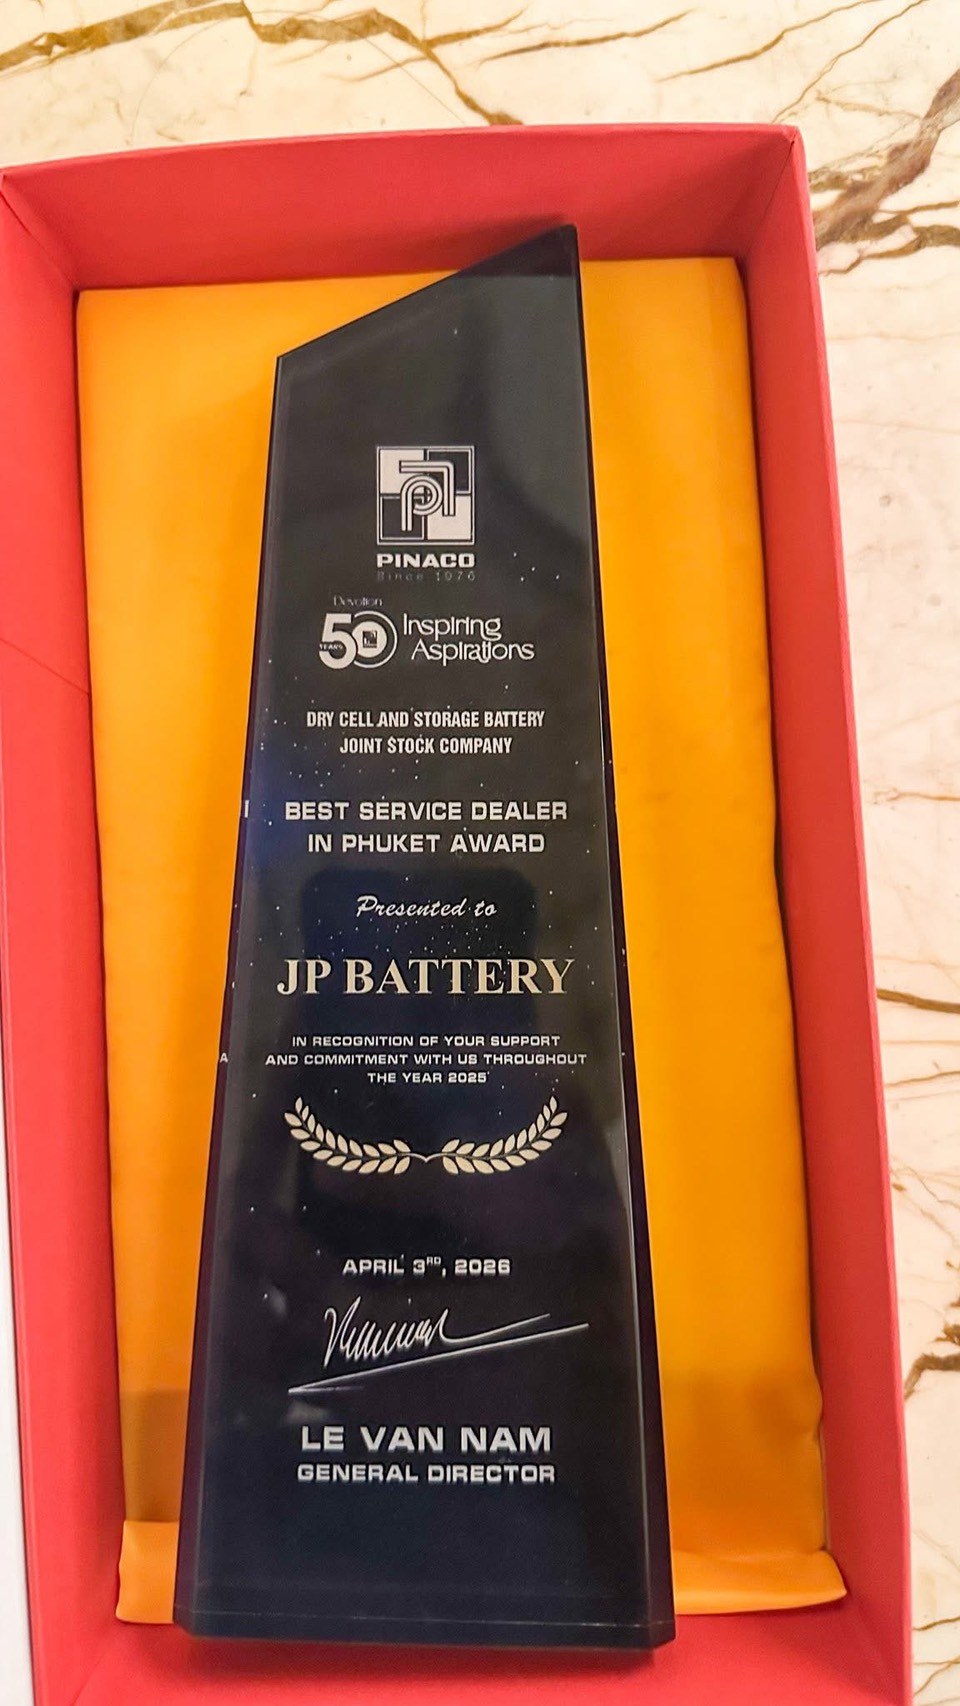 PINACO
Since 1976
Devotion
50 Inspiring
YEARS Aspirations
DRY CELL AND STORAGE BATTERY
JOINT STOCK COMPANY
BEST SERVICE DEALER
IN PHUKET AWARD
Presented to
JP BATTERY
IN RECOGNITION OF YOUR SUPPORT
AND COMMITMENT WITH US THROUGHOUT
THE YEAR 2025
APRIL 3RD, 2026
LE VAN NAM
GENERAL DIRECTOR